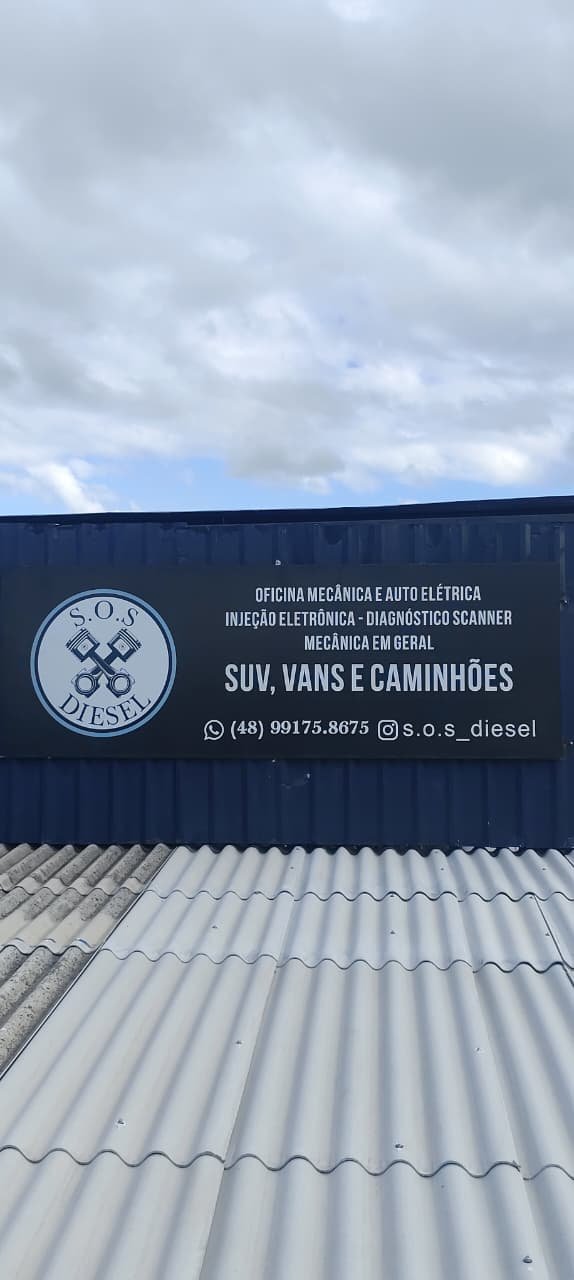 S.O.S
DIESEL
OFICINA MECÂNICA E AUTO ELÉTRICA
INJEÇÃO ELETRÔNICA - DIAGNÓSTICO SCANNER
MECÂNICA EM GERAL
SUV, VANS E CAMINHÕES
(48) 99175.8675 s.o.s_diesel